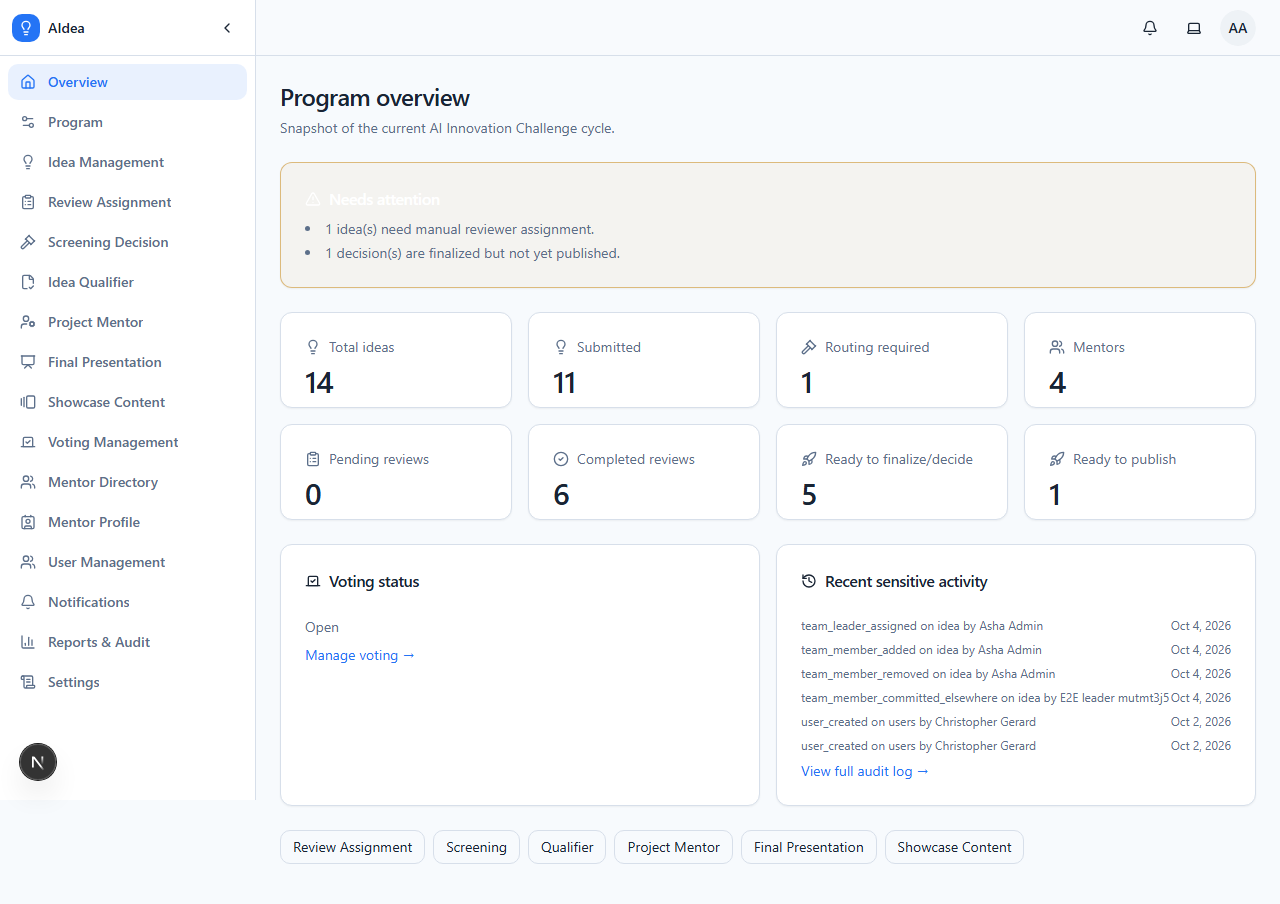 AIdea
AA
Overview
Program
Idea Management
Review Assignment
Screening Decision
Idea Qualifier
Project Mentor
Final Presentation
Showcase Content
Voting Management
Mentor Directory
Mentor Profile
User Management
Notifications
Reports & Audit
Settings
N
Program overview
Snapshot of the current AI Innovation Challenge cycle.
Needs attention
1 idea(s) need manual reviewer assignment.
1 decision(s) are finalized but not yet published.
Total ideas
14
Submitted
11
Routing required
1
Mentors
4
Pending reviews
0
Completed reviews
6
Ready to finalize/decide
5
Ready to publish
1
Voting status
Open
Manage voting →
Recent sensitive activity
team_leader_assigned on idea by Asha Admin Oct 4, 2026
team_member_added on idea by Asha Admin Oct 4, 2026
team_member_removed on idea by Asha Admin Oct 4, 2026
team_member_committed_elsewhere on idea by E2E leader mutmt3j5 Oct 4, 2026
user_created on users by Christopher Gerard Oct 2, 2026
user_created on users by Christopher Gerard Oct 2, 2026
View full audit log →
Review Assignment
Screening
Qualifier
Project Mentor
Final Presentation
Showcase Content